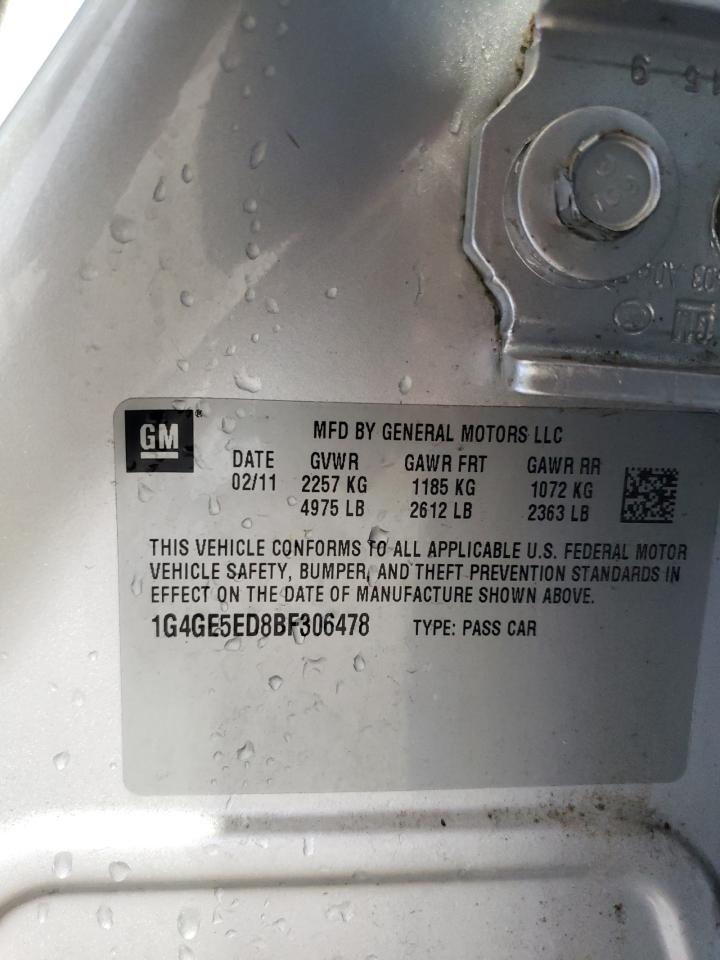 15 9
GM®
MFD BY GENERAL MOTORS LLC
DATE GVWR GAWR FRT GAWR RR
02/11 2257 KG 1185 KG 1072 KG
4975 LB 2612 LB 2363 LB
THIS VEHICLE CONFORMS TO ALL APPLICABLE U.S. FEDERAL MOTOR
VEHICLE SAFETY, BUMPER, AND THEFT PREVENTION STANDARDS IN
EFFECT ON THE DATE OF MANUFACTURE SHOWN ABOVE.
1G4GE5ED8BF306478 TYPE: PASS CAR